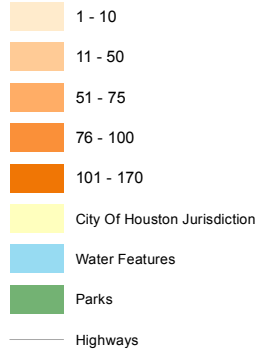 1 - 10
11 - 50
51 - 75
76 - 100
101 - 170
City Of Houston Jurisdiction
Water Features
Parks
Highways